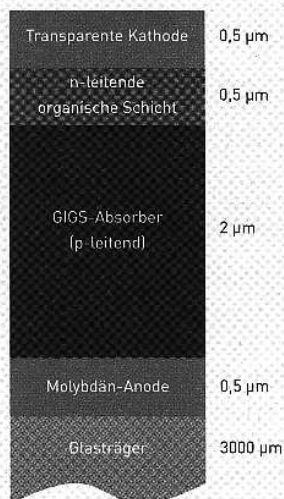 Transparente Kathode 0,5 µm
n-leitende
organische Schicht 0,5 µm
GIGS-Absorber
(p-leitend) 2 µm
Molybdän-Anode 0,5 µm
Glasträger 3000 µm